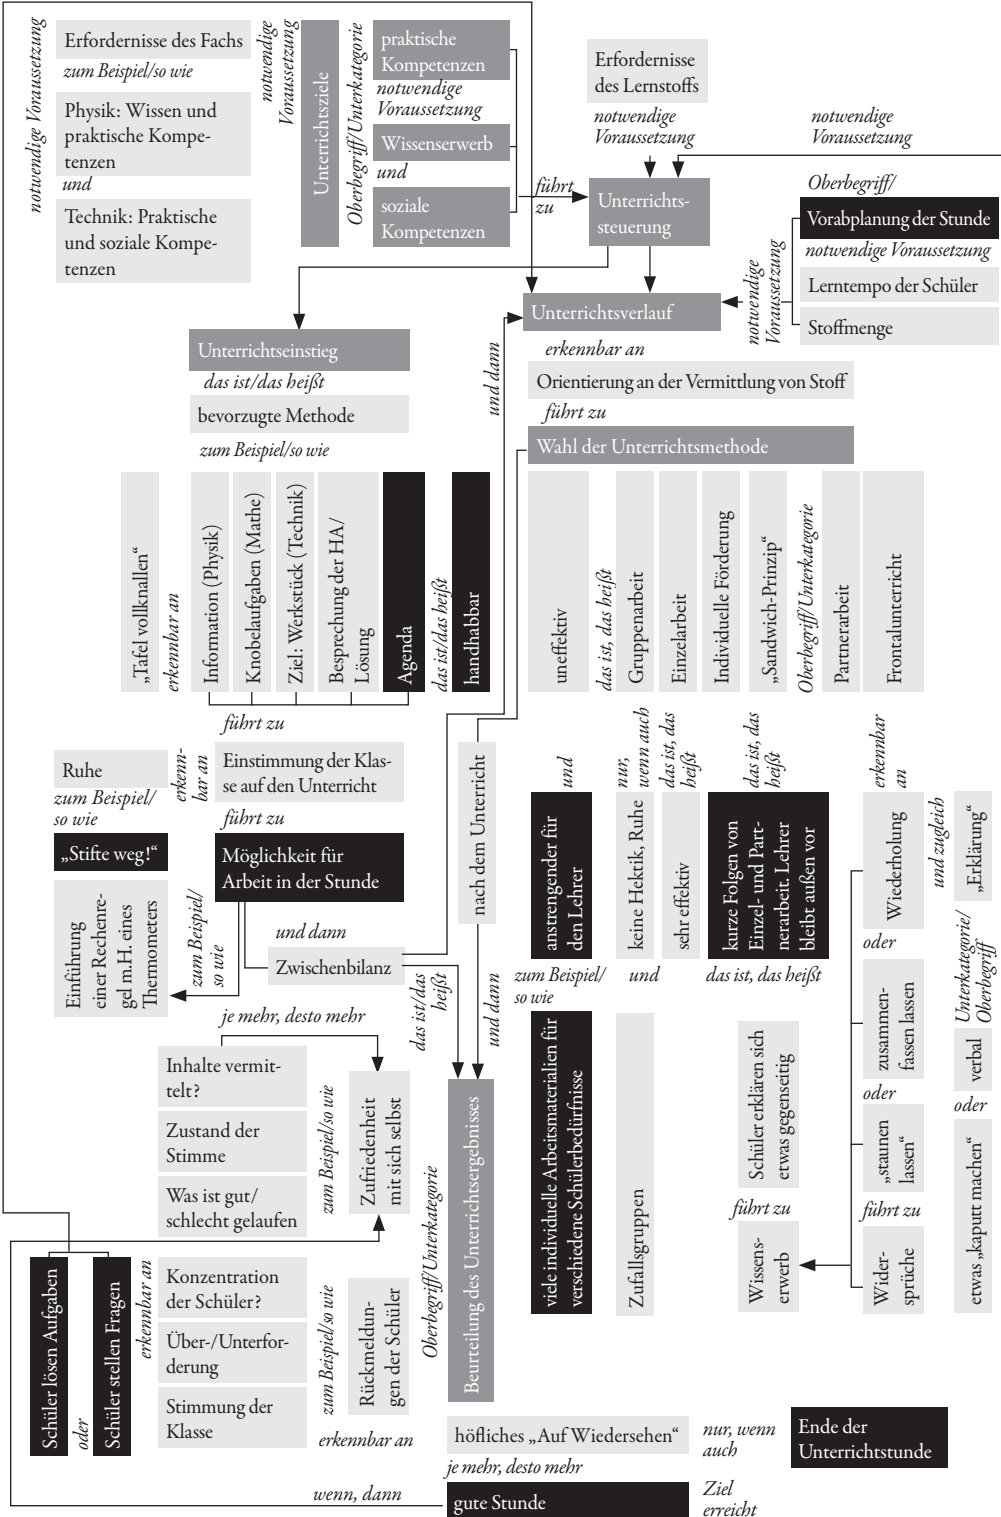 notwendige Voraussetzung
Erfordernisse des Fachs
zum Beispiel/so wie
Physik: Wissen und
praktische Kompe-
tenzen
und
Technik: Praktische
und soziale Kompe-
tenzen
notwendige
Voraussetzung
Unterrichtsziele
Oberbegriff/Unterkategorie
praktische
Kompetenzen
notwendige
Voraussetzung
Wissenserwerb
und
soziale
Kompetenzen
führt
zu
Erfordernisse
des Lernstoffs
notwendige
Voraussetzung
notwendige
Voraussetzung
Unterrichts-
steuerung
Oberbegriff/
Vorabplanung der Stunde
notwendige Voraussetzung
Lerntempo der Schüler
Stoffmenge
notwendige
Voraussetzung
Unterrichtsverlauf
erkennbar an
Orientierung an der Vermittlung von Stoff
führt zu
Wahl der Unterrichtsmethode
Unterrichtseinstieg
das ist/das heißt
bevorzugte Methode
zum Beispiel/so wie
und dann
„Tafel vollknallen“
erkennbar an
Information (Physik)
Knobelaufgaben (Mathe)
Ziel: Werkstück (Technik)
Besprechung der HA/
Lösung
Agenda
das ist/das heißt
handhabbar
uneffektiv
das ist, das heißt
Gruppenarbeit
Einzelarbeit
Individuelle Förderung
„Sandwich-Prinzip“
Oberbegriff/Unterkategorie
Partnerarbeit
Frontalunterricht
führt zu
Ruhe
erkenn-
bar an
Einstimmung der Klas-
se auf den Unterricht
zum Beispiel/
so wie
führt zu
„Stifte weg!“
Möglichkeit für
Arbeit in der Stunde
Einführung
einer Rechenre-
gel m.H. eines
Thermometers
zum Beispiel/
so wie
und dann
Zwischenbilanz
das ist/das
heißt
nach dem Unterricht
und dann
und
anstrengender für
den Lehrer
zum Beispiel/
so wie
viele individuelle Arbeitsmaterialien für
verschiedene Schülerbedürfnisse
nur,
wenn auch
keine Hektik, Ruhe
und
Zufallsgruppen
das ist, das
heißt
sehr effektiv
das ist, das
heißt
kurze Folgen von
Einzel- und Part-
nerarbeit. Lehrer
bleibt außen vor
das ist, das heißt
Schüler erklären sich
etwas gegenseitig
führt zu
Wissens-
erwerb
erkennbar
an
Wiederholung
oder
zusammen-
fassen lassen
oder
„staunen
lassen“
führt zu
Wider-
sprüche
und zugleich
„Erklärung“
Unterkategorie/
Oberbegriff
verbal
oder
etwas „kaputt machen“
je mehr, desto mehr
Inhalte vermit-
telt?
Zustand der
Stimme
Was ist gut/
schlecht gelaufen
zum Beispiel/so wie
Zufriedenheit
mit sich selbst
Oberbegriff/Unterkategorie
Beurteilung des Unterrichtsergebnisses
Schüler lösen Aufgaben
oder
Schüler stellen Fragen
erkennbar an
Konzentration
der Schüler?
Über-/Unterfor-
derung
Stimmung der
Klasse
zum Beispiel/so wie
Rückmeldun-
gen der Schüler
erkennbar an
höfliches „Auf Wiedersehen“
nur, wenn
auch
Ende der
Unterrichtstunde
je mehr, desto mehr
wenn, dann
gute Stunde
Ziel
erreicht